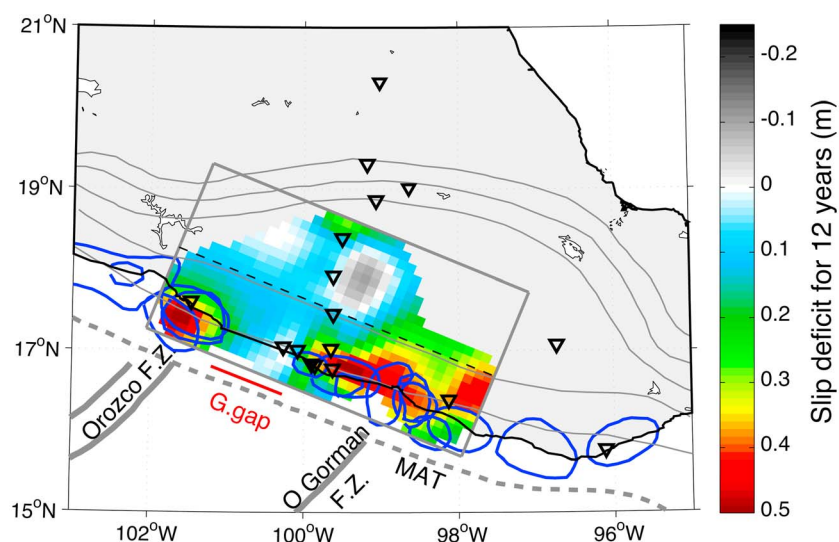 21°N
19°N
17°N
15°N
102°W
100°W
98°W
96°W
Orozco F.Z.
G.gap
O Gorman
F.Z.
MAT
-0.2
-0.1
0
0.1
0.2
0.3
0.4
0.5
Slip deficit for 12 years (m)